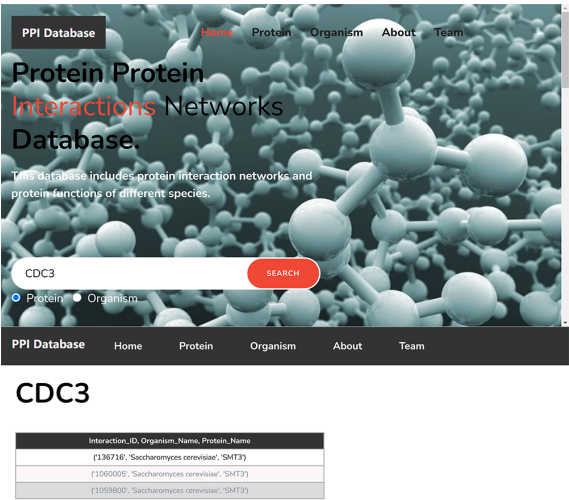 PPI Database
Home Protein Organism About Team
Protein Protein
Interactions Networks
Database.
This database includes protein interaction networks and
protein functions of different species.
CDC3 SEARCH
Protein Organism
PPI Database Home Protein Organism About Team
CDC3
Interaction_ID, Organism_Name, Protein_Name
('136716', 'Saccharomyces cerevisiae', 'SMT3')
('1060005', 'Saccharomyces cerevisiae', 'SMT3')
('1059800', 'Saccharomyces cerevisiae', 'SMT3')